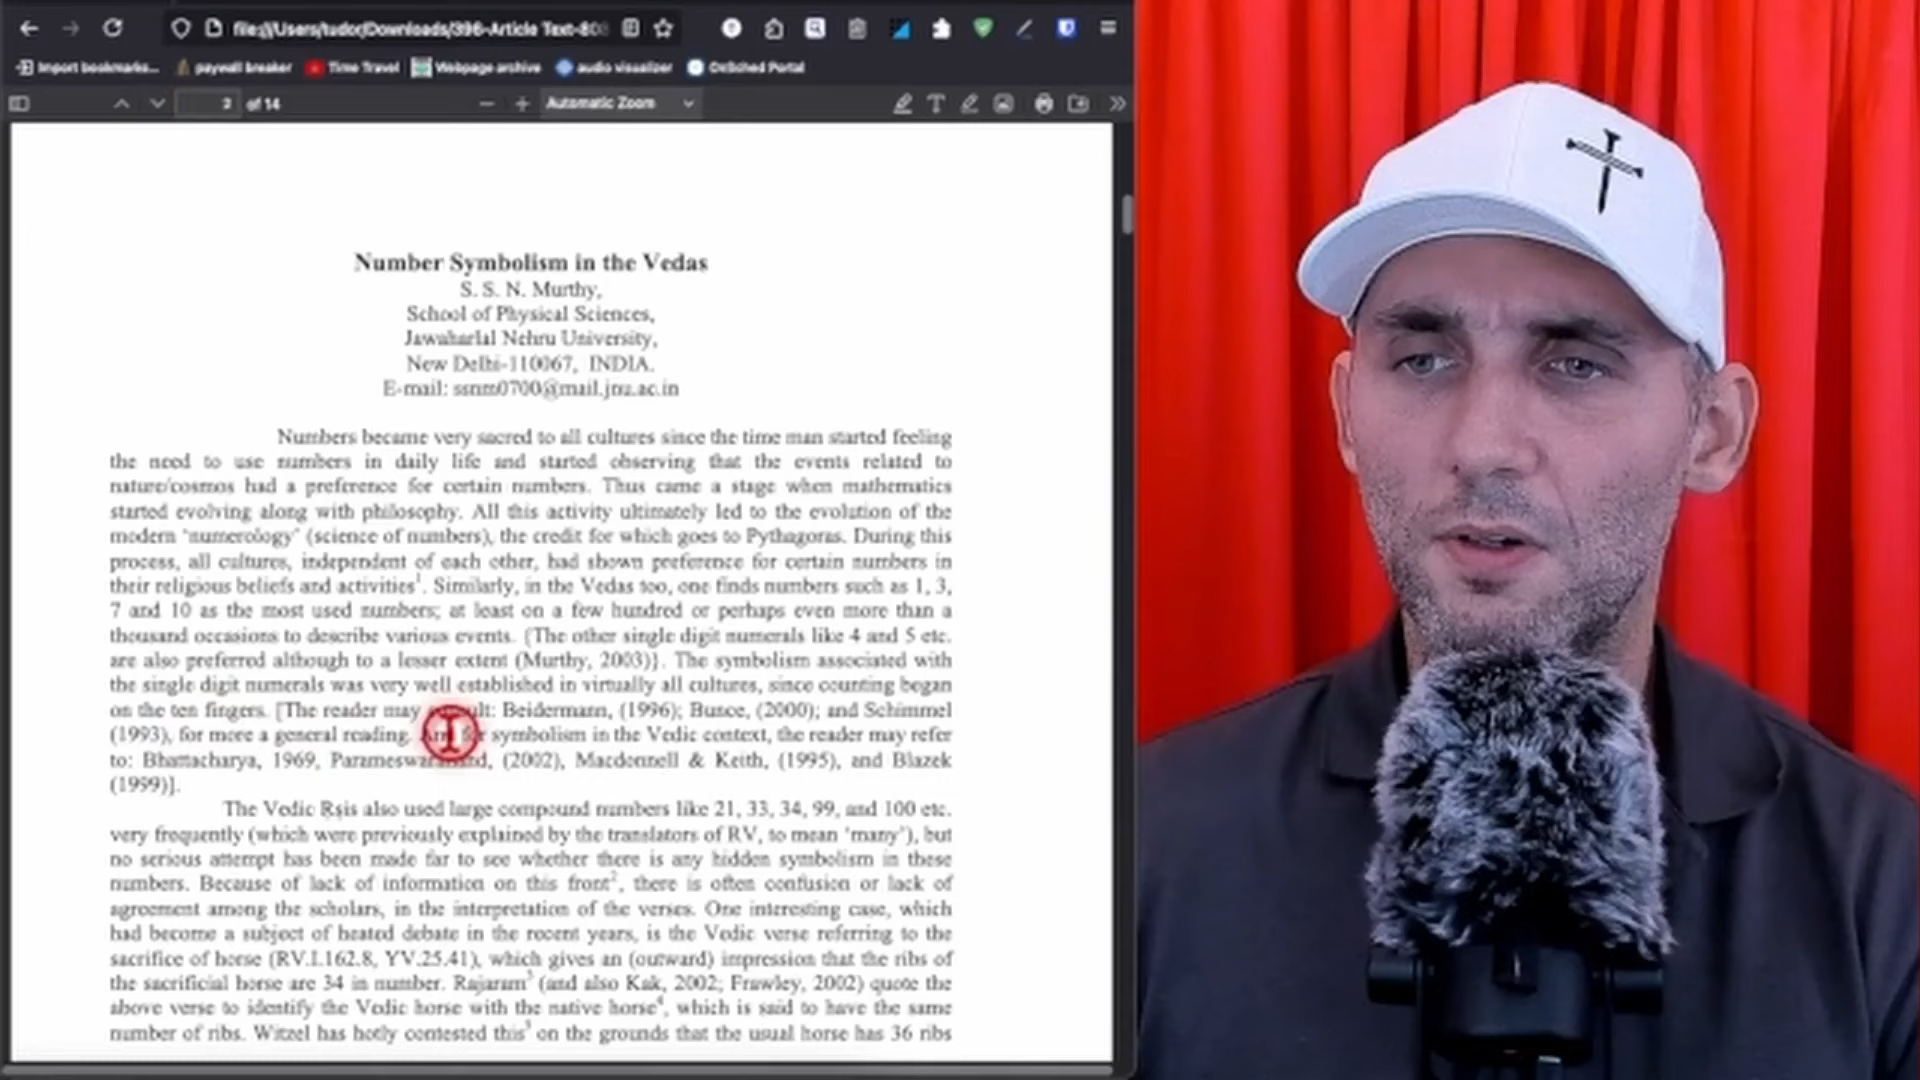 file:///Users/tudor/Downloads/396-Article Text-808
Import bookmarks... paywall breaker Time Travel Webpage archive audio visualizer OnSched Portal
of 14 Automatic Zoom
Number Symbolism in the Vedas
S. S. N. Murthy,
School of Physical Sciences,
Jawaharlal Nehru University,
New Delhi-110067, INDIA.
E-mail: ssnm0700@mail.jnu.ac.in
Numbers became very sacred to all cultures since the time man started feeling
the need to use numbers in daily life and started observing that the events related to
nature/cosmos had a preference for certain numbers. Thus came a stage when mathematics
started evolving along with philosophy. All this activity ultimately led to the evolution of the
modern 'numerology' (science of numbers), the credit for which goes to Pythagoras. During this
process, all cultures, independent of each other, had shown preference for certain numbers in
their religious beliefs and activities1. Similarly, in the Vedas too, one finds numbers such as 1, 3,
7 and 10 as the most used numbers; at least on a few hundred or perhaps even more than a
thousand occasions to describe various events. {The other single digit numerals like 4 and 5 etc.
are also preferred although to a lesser extent (Murthy, 2003)}. The symbolism associated with
the single digit numerals was very well established in virtually all cultures, since counting began
on the ten fingers. [The reader may consult: Beidermann, (1996); Bunce, (2000); and Schimmel
(1993), for more a general reading. And for symbolism in the Vedic context, the reader may refer
to: Bhattacharya, 1969, Parameswaranand, (2002), Macdonnell & Keith, (1995), and Blazek
(1999)].
The Vedic Rsis also used large compound numbers like 21, 33, 34, 99, and 100 etc.
very frequently (which were previously explained by the translators of RV, to mean 'many'), but
no serious attempt has been made far to see whether there is any hidden symbolism in these
numbers. Because of lack of information on this front2, there is often confusion or lack of
agreement among the scholars, in the interpretation of the verses. One interesting case, which
had become a subject of heated debate in the recent years, is the Vedic verse referring to the
sacrifice of horse (RV.I.162.8, YV.25.41), which gives an (outward) impression that the ribs of
the sacrificial horse are 34 in number. Rajaram3 (and also Kak, 2002; Frawley, 2002) quote the
above verse to identify the Vedic horse with the native horse4, which is said to have the same
number of ribs. Witzel has hotly contested this5 on the grounds that the usual horse has 36 ribs